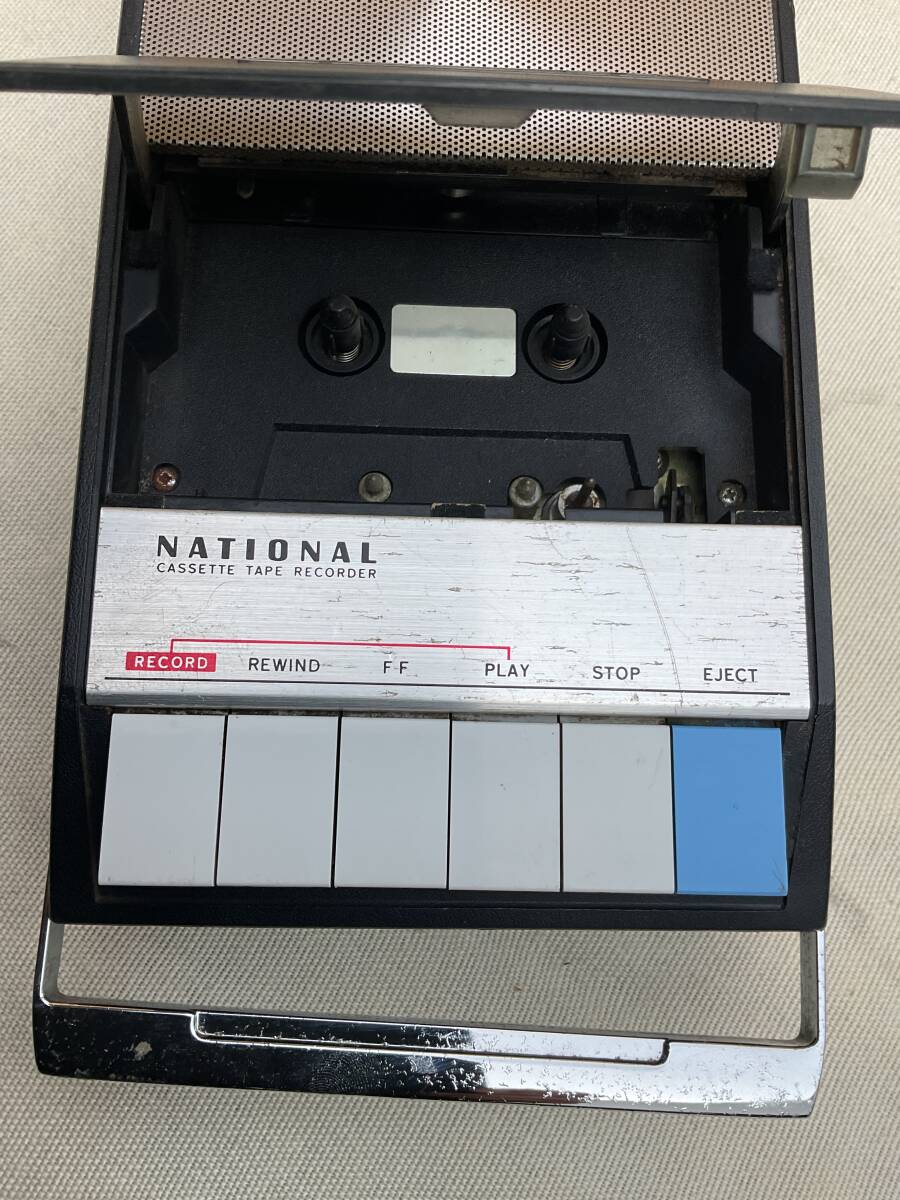 NATIONAL
CASSETTE TAPE RECORDER
RECORD REWIND FF PLAY STOP EJECT